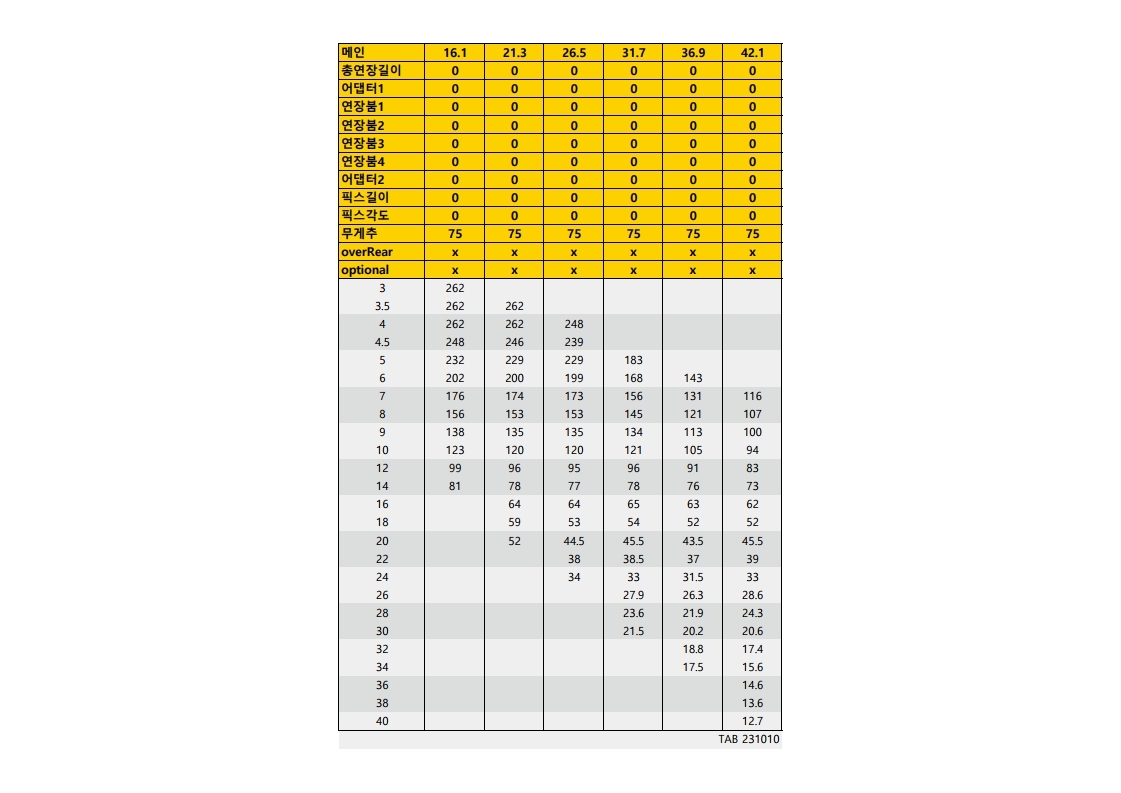 메인 16.1 21.3 26.5 31.7 36.9 42.1
총연장길이 0 0 0 0 0 0
어댑터1 0 0 0 0 0 0
연장붐1 0 0 0 0 0 0
연장붐2 0 0 0 0 0 0
연장붐3 0 0 0 0 0 0
연장붐4 0 0 0 0 0 0
어댑터2 0 0 0 0 0 0
픽스길이 0 0 0 0 0 0
픽스각도 0 0 0 0 0 0
무게추 75 75 75 75 75 75
overRear x x x x x x
optional x x x x x x
3 262
3.5 262 262
4 262 262 248
4.5 248 246 239
5 232 229 229 183
6 202 200 199 168 143
7 176 174 173 156 131 116
8 156 153 153 145 121 107
9 138 135 135 134 113 100
10 123 120 120 121 105 94
12 99 96 95 96 91 83
14 81 78 77 78 76 73
16 64 64 65 63 62
18 59 53 54 52 52
20 52 44.5 45.5 43.5 45.5
22 38 38.5 37 39
24 34 33 31.5 33
26 27.9 26.3 28.6
28 23.6 21.9 24.3
30 21.5 20.2 20.6
32 18.8 17.4
34 17.5 15.6
36 14.6
38 13.6
40 12.7
TAB 231010